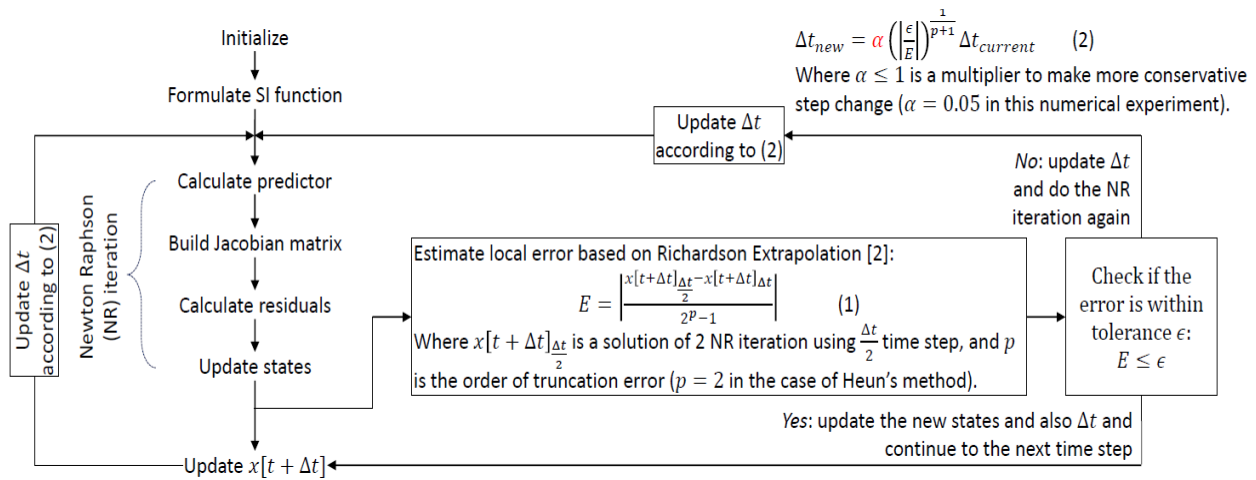 Initialize
Formulate SI function
Δt_new = α (|ϵ/E|)^(1/(p+1)) Δt_current (2)
Where α ≤ 1 is a multiplier to make more conservative
step change (α = 0.05 in this numerical experiment).
Update Δt
according to (2)
No: update Δt
and do the NR
iteration again
Calculate predictor
Build Jacobian matrix
Calculate residuals
Update states
Newton Raphson
(NR) iteration
Update Δt
according to (2)
Estimate local error based on Richardson Extrapolation [2]:
E = |(x[t+Δt]_(Δt/2) − x[t+Δt]_Δt)/(2^p−1)| (1)
Where x[t + Δt]_(Δt/2) is a solution of 2 NR iteration using Δt/2 time step, and p
is the order of truncation error (p = 2 in the case of Heun's method).
Check if the
error is within
tolerance ϵ:
E ≤ ϵ
Yes: update the new states and also Δt and
continue to the next time step
Update x[t + Δt]